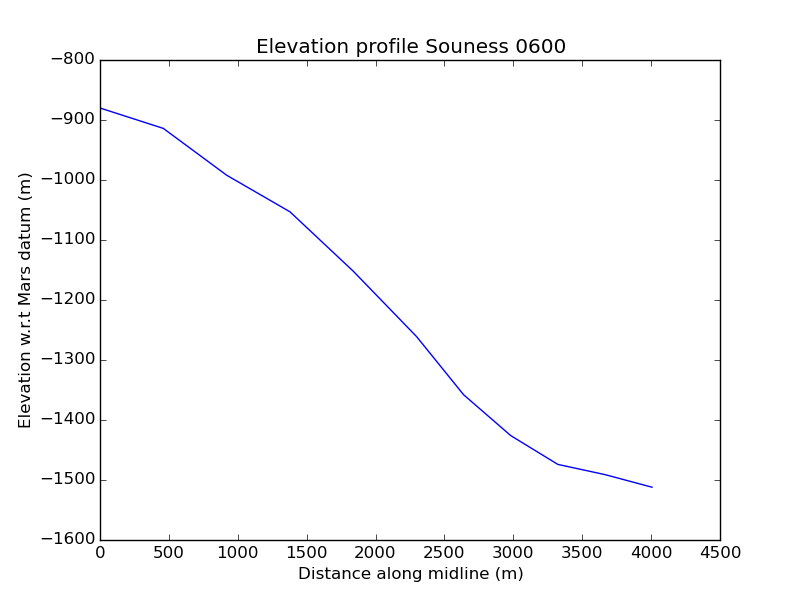 Elevation profile Souness 0600
Elevation w.r.t Mars datum (m)
−800
−900
−1000
−1100
−1200
−1300
−1400
−1500
−1600
0 500 1000 1500 2000 2500 3000 3500 4000 4500
Distance along midline (m)